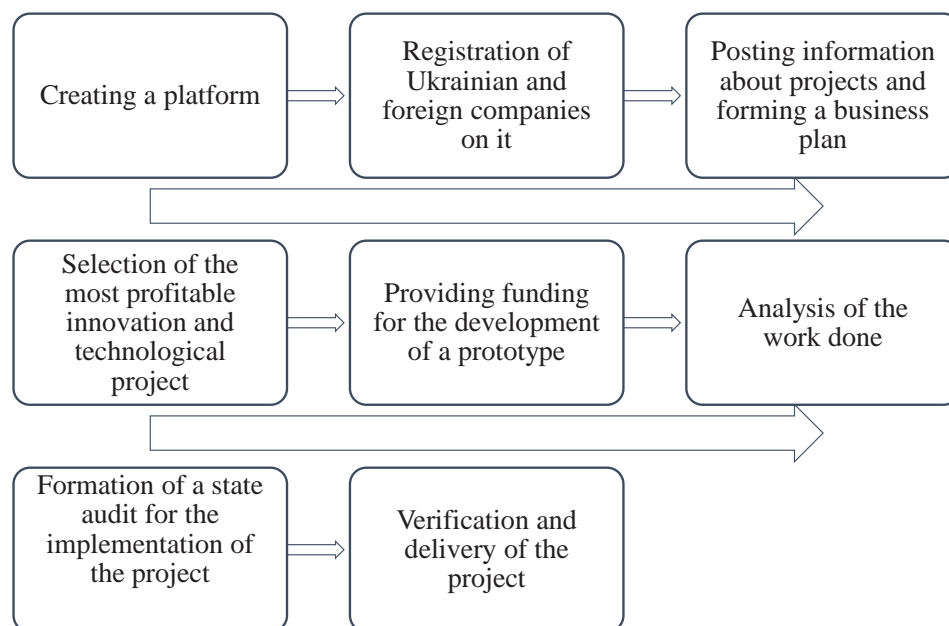 Creating a platform
Registration of
Ukrainian and
foreign companies
on it
Posting information
about projects and
forming a business
plan
Selection of the
most profitable
innovation and
technological
project
Providing funding
for the development
of a prototype
Analysis of the
work done
Formation of a state
audit for the
implementation of
the project
Verification and
delivery of the
project